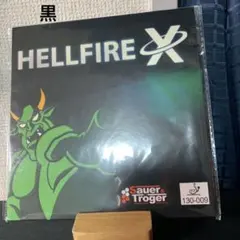 黒
HELLFIRE X
Sauer &
Tröger
130-009